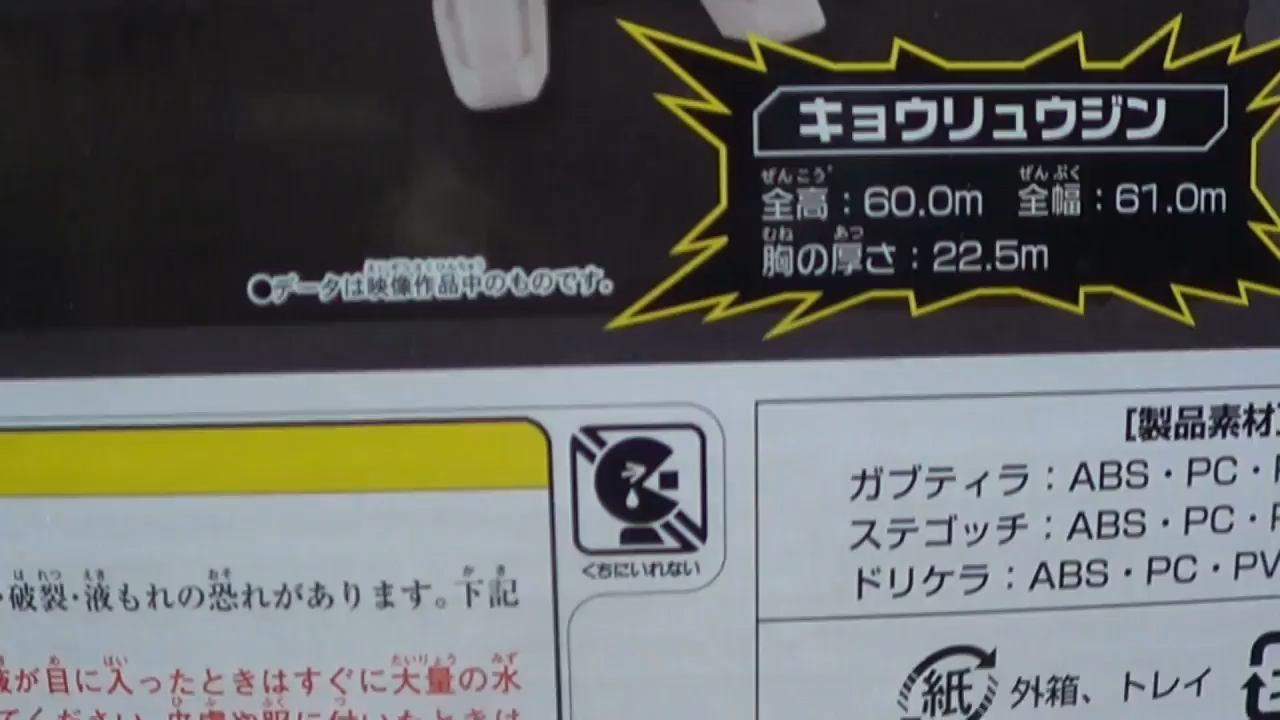 キョウリュウジン
全高：60.0m 全幅：61.0m
胸の厚さ：22.5m
●データは映像作品中のものです。
くちにいれない
・破裂・液もれの恐れがあります。下記
液が目に入ったときはすぐに大量の水
[製品素材]
ガブティラ：ABS・PC・
ステゴッチ：ABS・PC・
ドリケラ：ABS・PC・PV
紙 外箱、トレイ